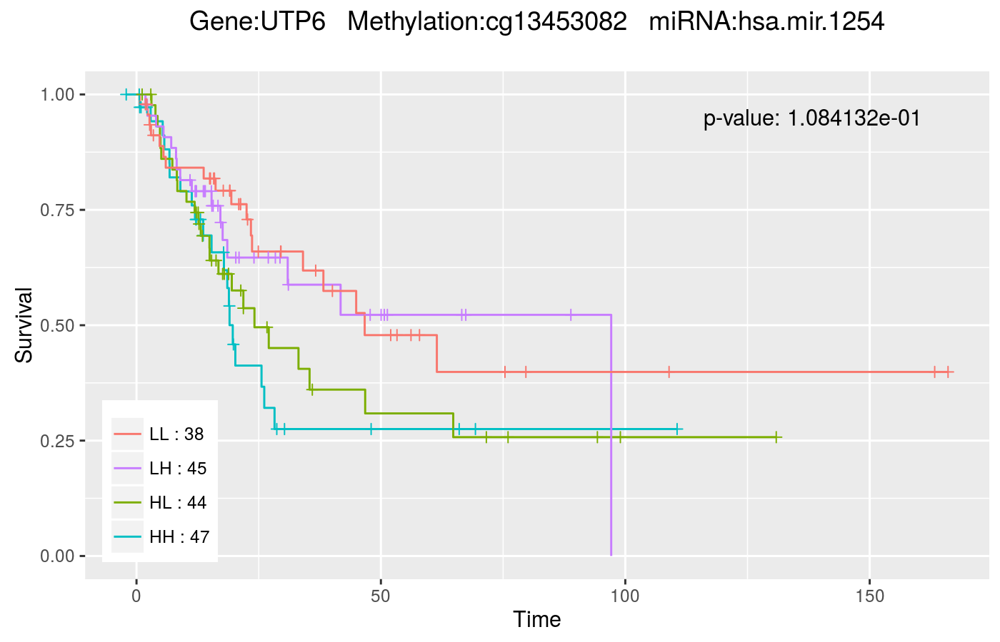 Gene:UTP6   Methylation:cg13453082   miRNA:hsa.mir.1254
p-value: 1.084132e-01
Survival
1.00
0.75
0.50
0.25
0.00
LL : 38
LH : 45
HL : 44
HH : 47
0 50 100 150
Time